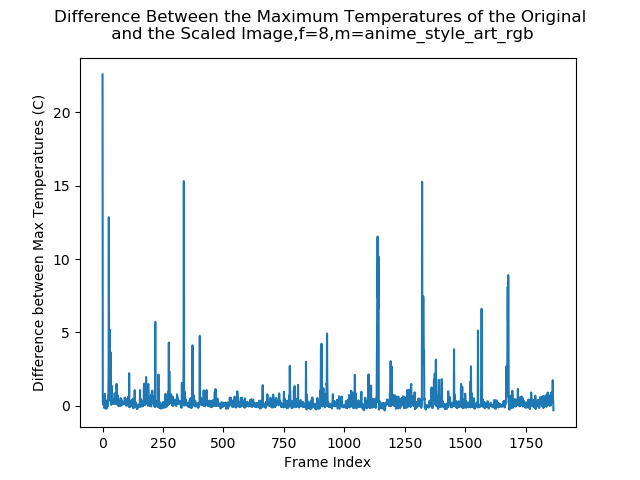 Difference Between the Maximum Temperatures of the Original
and the Scaled Image,f=8,m=anime_style_art_rgb
Difference between Max Temperatures (C)
20
15
10
5
0
0 250 500 750 1000 1250 1500 1750
Frame Index